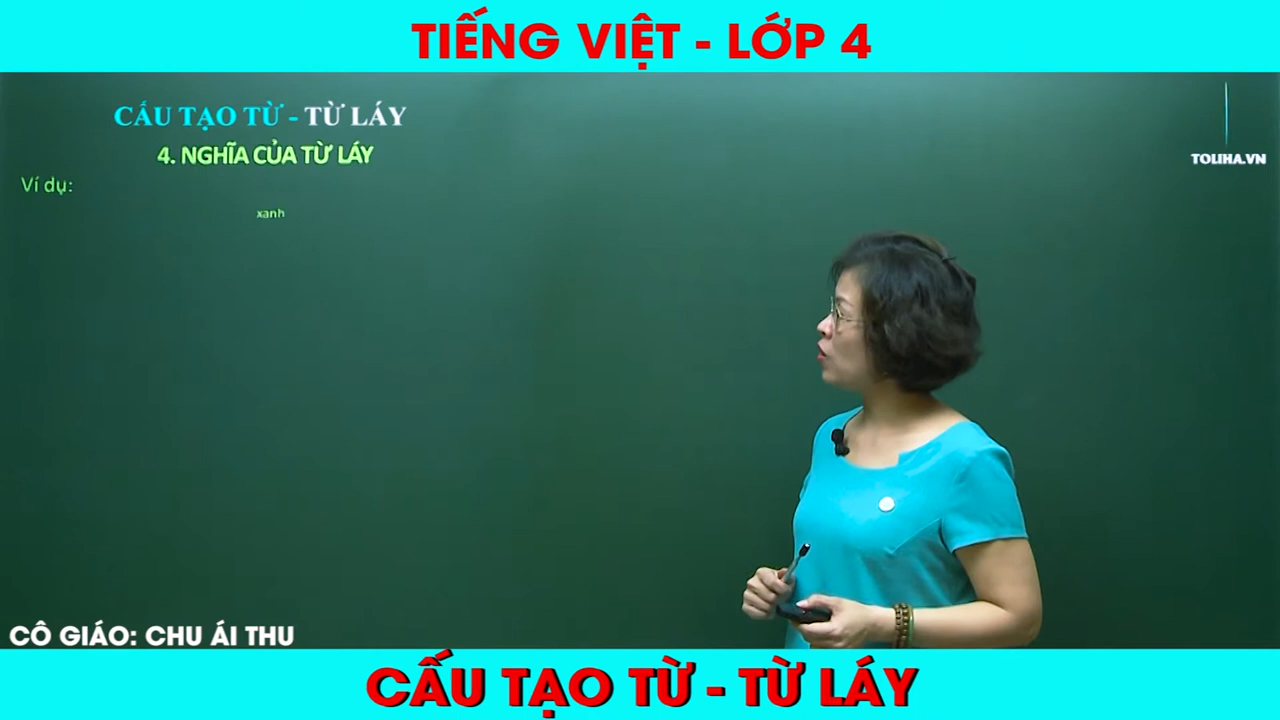 TIẾNG VIỆT - LỚP 4
CẤU TẠO TỪ - TỪ LÁY
4. NGHĨA CỦA TỪ LÁY
TOLIHA.VN
Ví dụ:
xanh
CÔ GIÁO: CHU ÁI THU
CẤU TẠO TỪ - TỪ LÁY